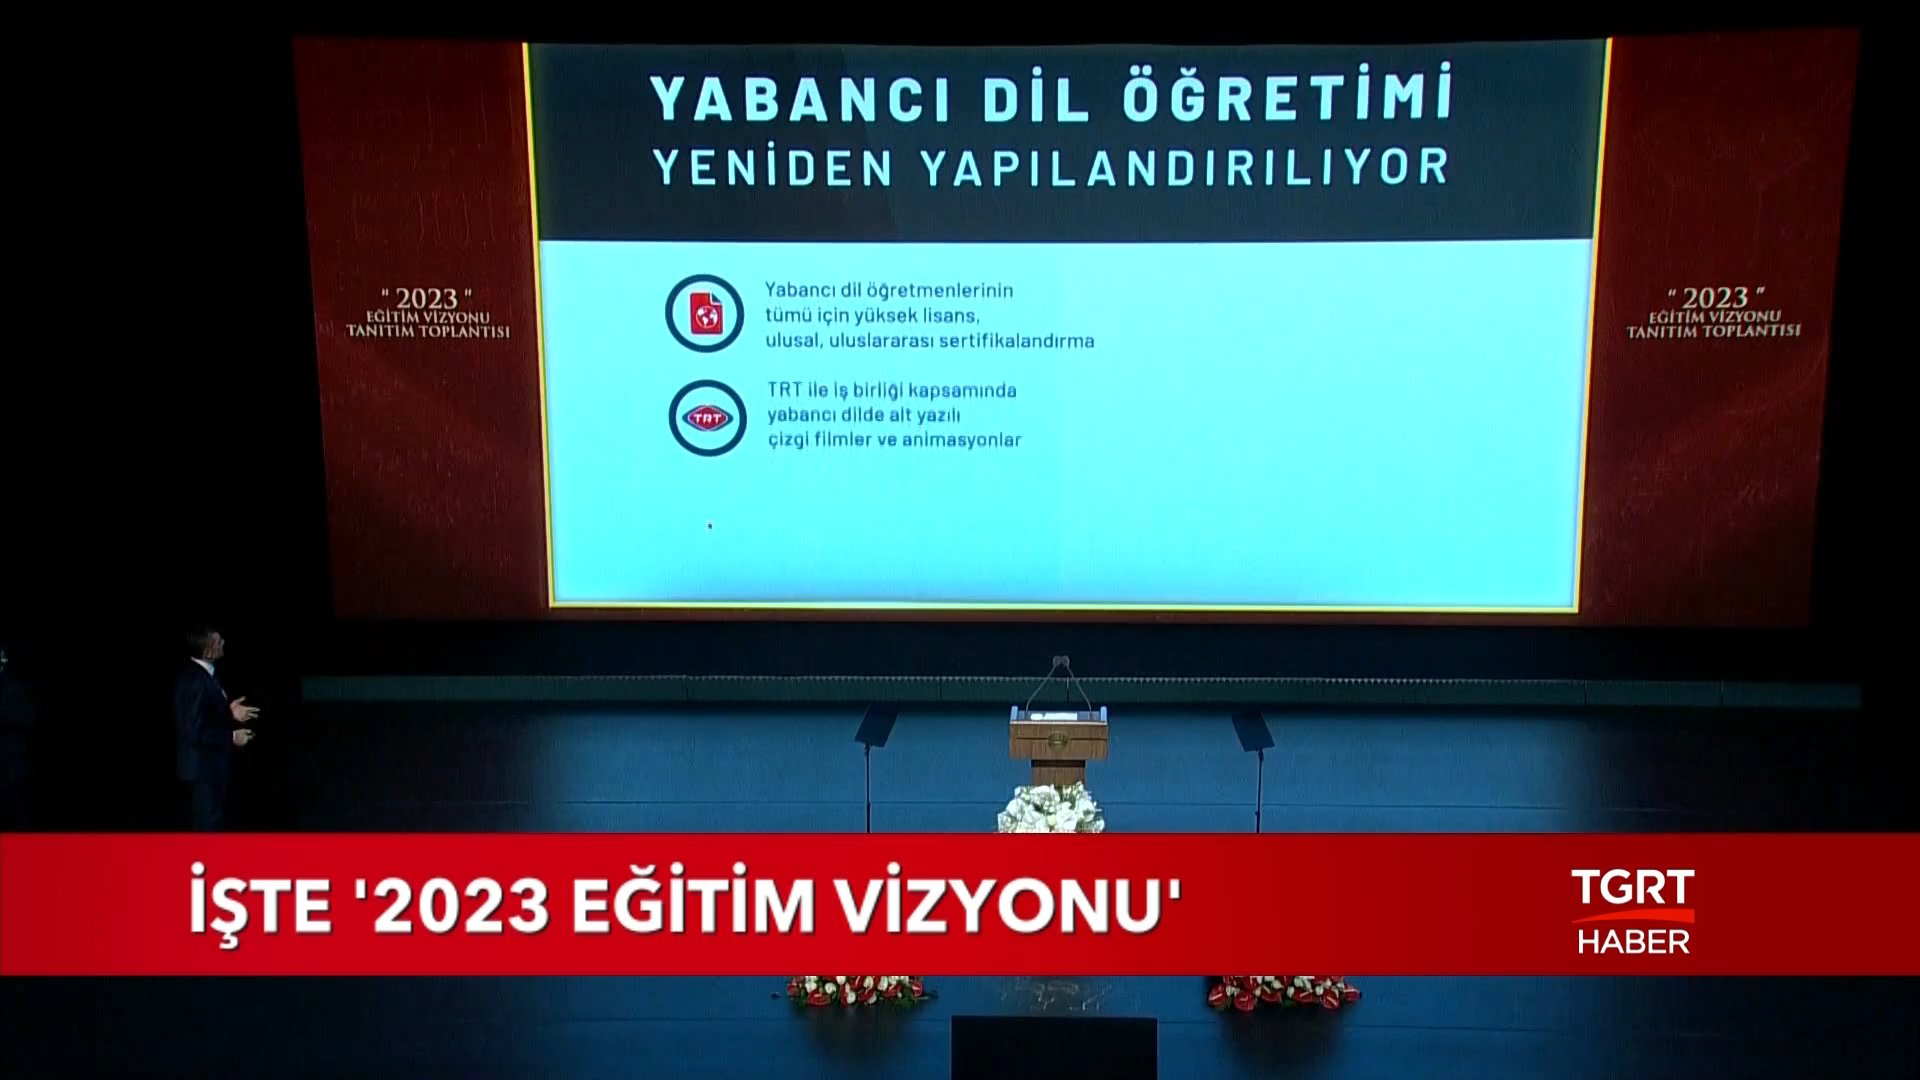 YABANCI DİL ÖĞRETİMİ
YENİDEN YAPILANDIRILIYOR
Yabancı dil öğretmenlerinin
tümü için yüksek lisans,
ulusal, uluslararası sertifikalandırma
TRT
TRT ile iş birliği kapsamında
yabancı dilde alt yazılı
çizgi filmler ve animasyonlar
" 2023 "
EĞİTİM VİZYONU
TANITIM TOPLANTISI
" 2023 "
EĞİTİM VİZYONU
TANITIM TOPLANTISI
İŞTE '2023 EĞİTİM VİZYONU'
TGRT
HABER